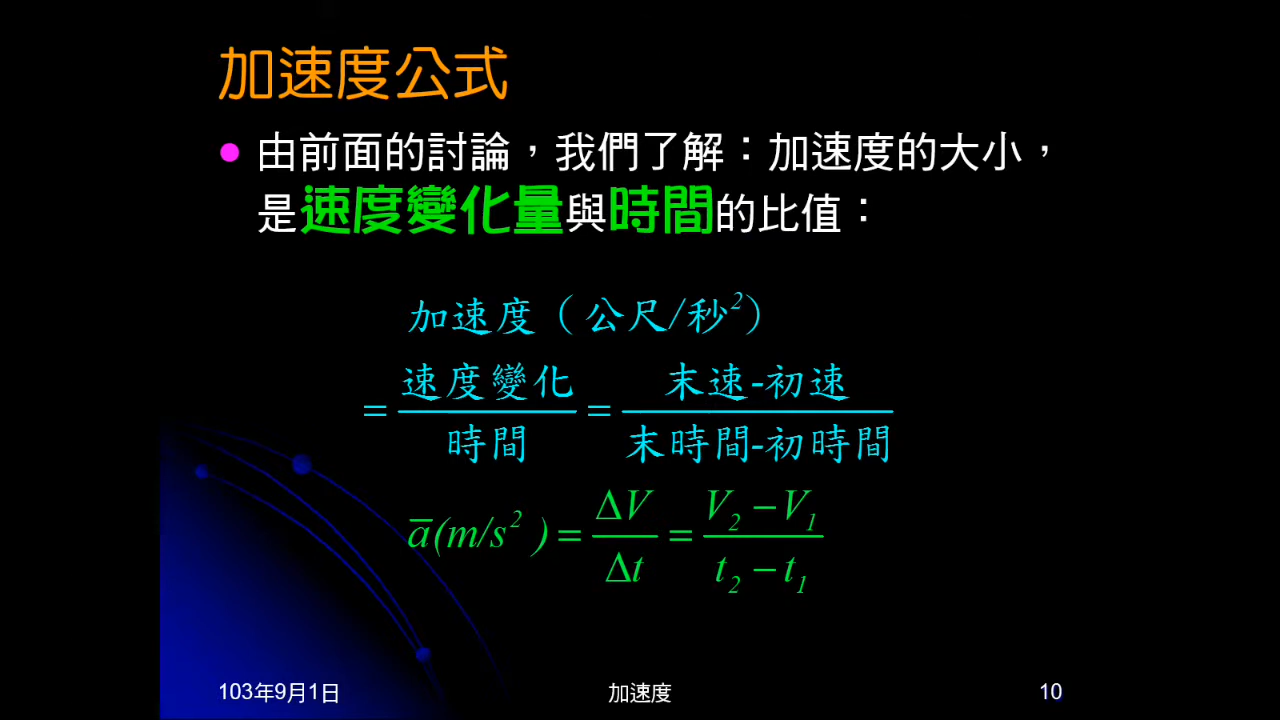 加速度公式
由前面的討論，我們了解：加速度的大小，
是速度變化量與時間的比值：
加速度（公尺/秒²）
= 速度變化/時間 = 末速-初速/末時間-初時間
a̅(m/s²) = ΔV/Δt = V₂ − V₁/t₂ − t₁
103年9月1日 加速度 10